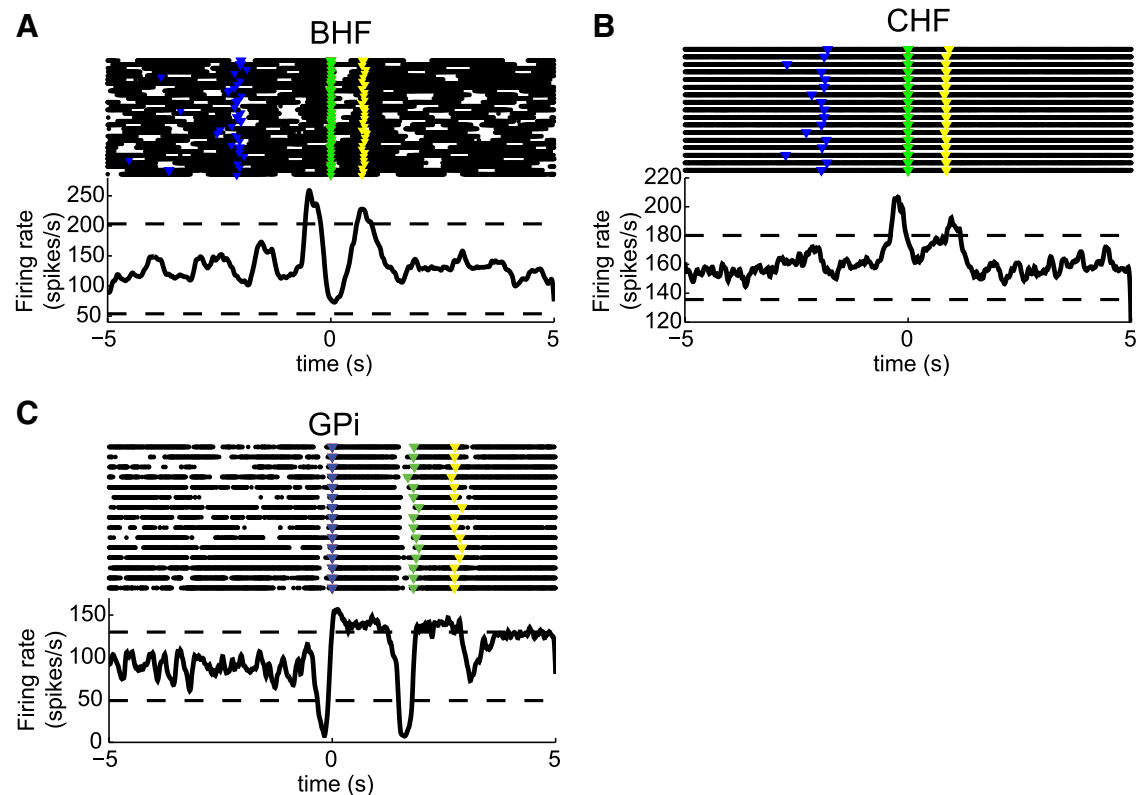 A
BHF
250
200
150
100
50
Firing rate
(spikes/s)
−5
0
5
time (s)
B
CHF
220
200
180
160
140
120
Firing rate
(spikes/s)
−5
0
5
time (s)
C
GPi
150
100
50
0
Firing rate
(spikes/s)
−5
0
5
time (s)